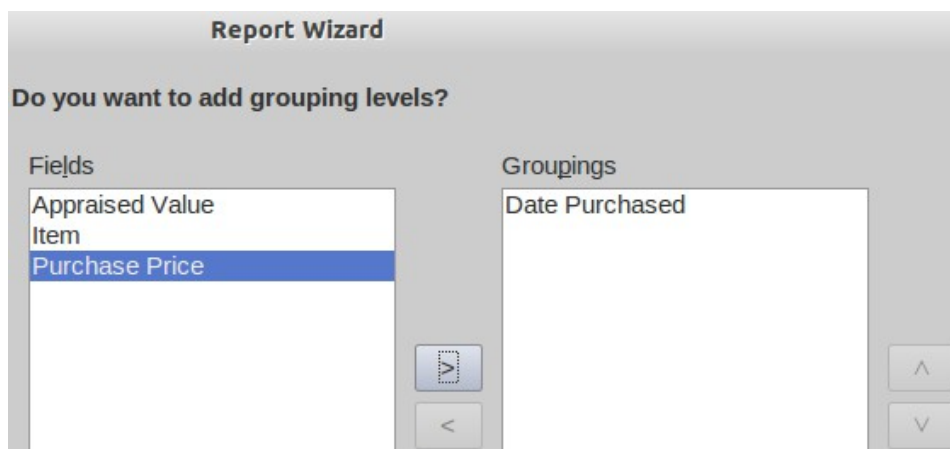 Report Wizard
Do you want to add grouping levels?
Fields
Groupings
Appraised Value
Item
Purchase Price
Date Purchased
>
<
^
v